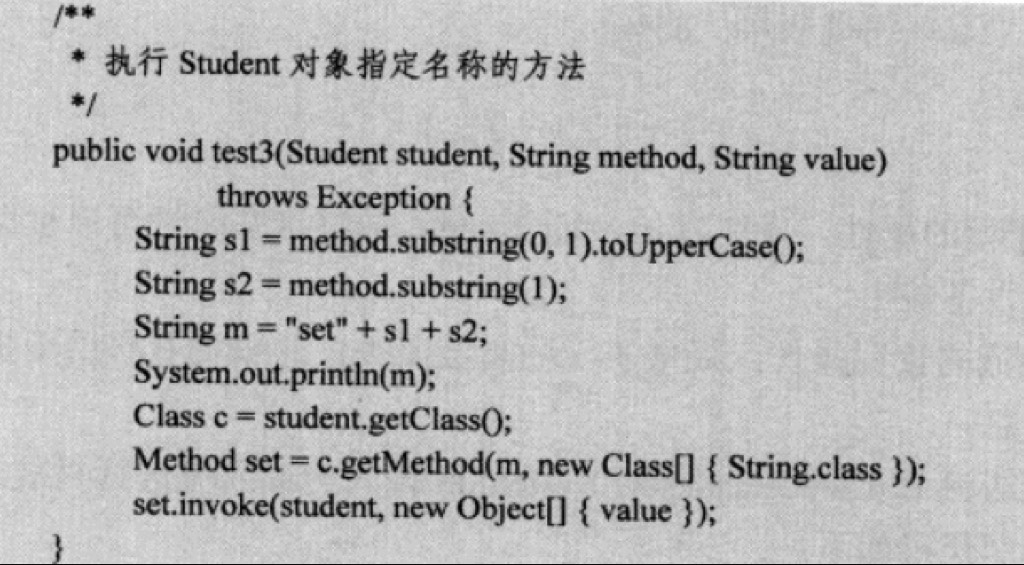 /**
* 执行 Student 对象指定名称的方法
*/
public void test3(Student student, String method, String value)
throws Exception {
String s1 = method.substring(0, 1).toUpperCase();
String s2 = method.substring(1);
String m = "set" + s1 + s2;
System.out.println(m);
Class c = student.getClass();
Method set = c.getMethod(m, new Class[] { String.class });
set.invoke(student, new Object[] { value });
}